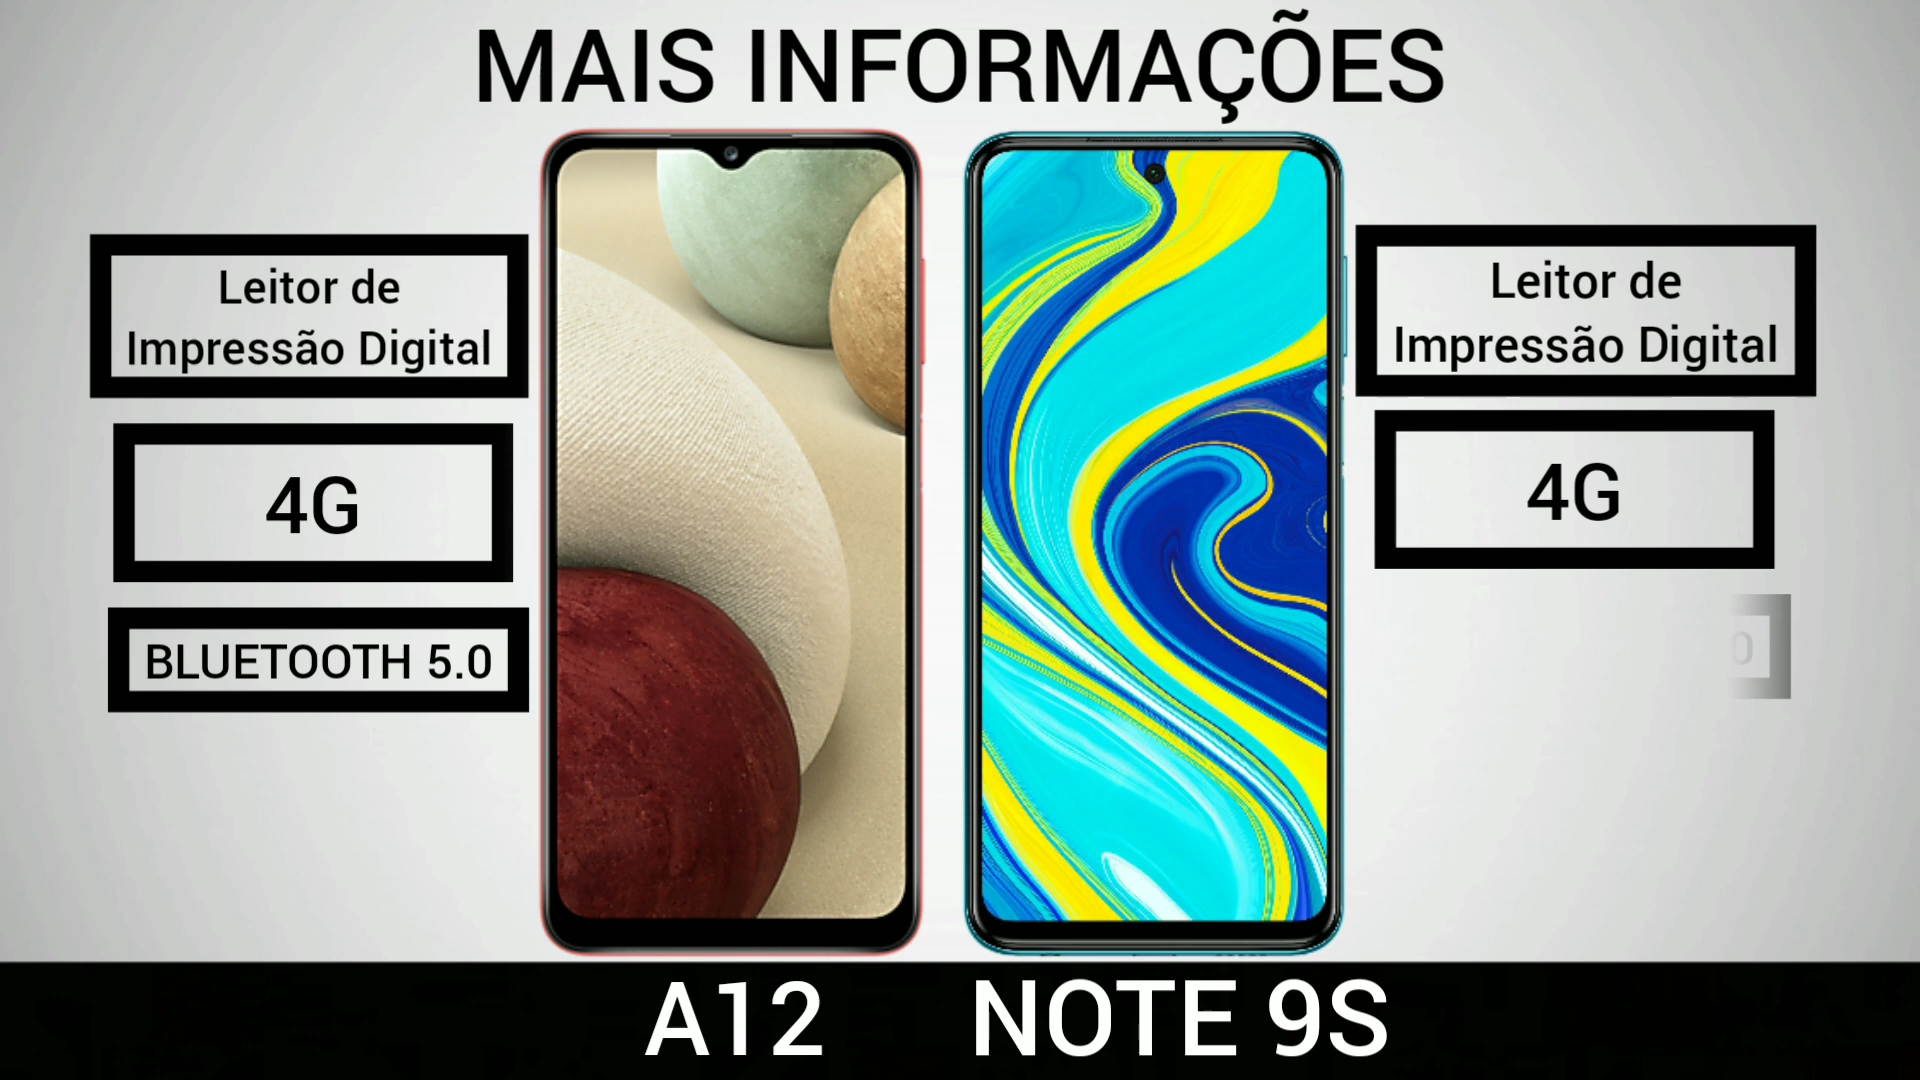 MAIS INFORMAÇÕES
Leitor de
Impressão Digital
4G
BLUETOOTH 5.0
Leitor de
Impressão Digital
4G
A12
NOTE 9S